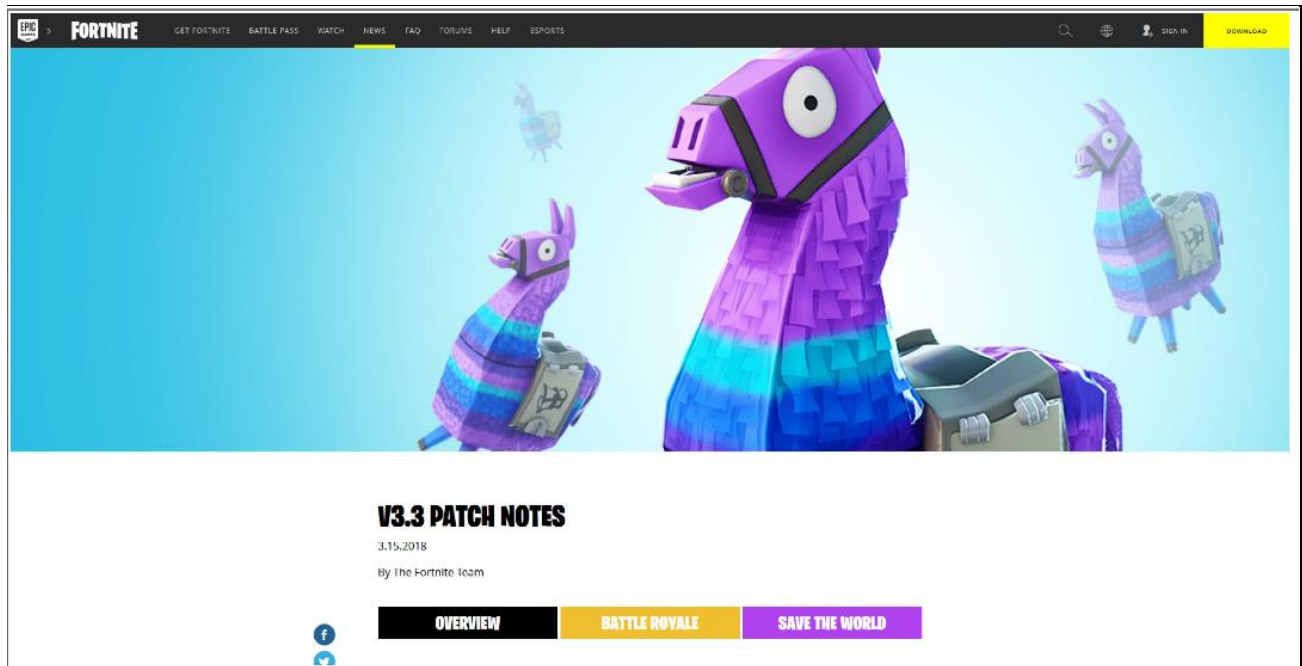 EPIC GAMES FORTNITE GET FORTNITE BATTLE PASS WATCH NEWS FAQ FORUMS HELP ESPORTS SIGN IN DOWNLOAD
V3.3 PATCH NOTES
3.15.2018
By The Fortnite Team
OVERVIEW BATTLE ROYALE SAVE THE WORLD